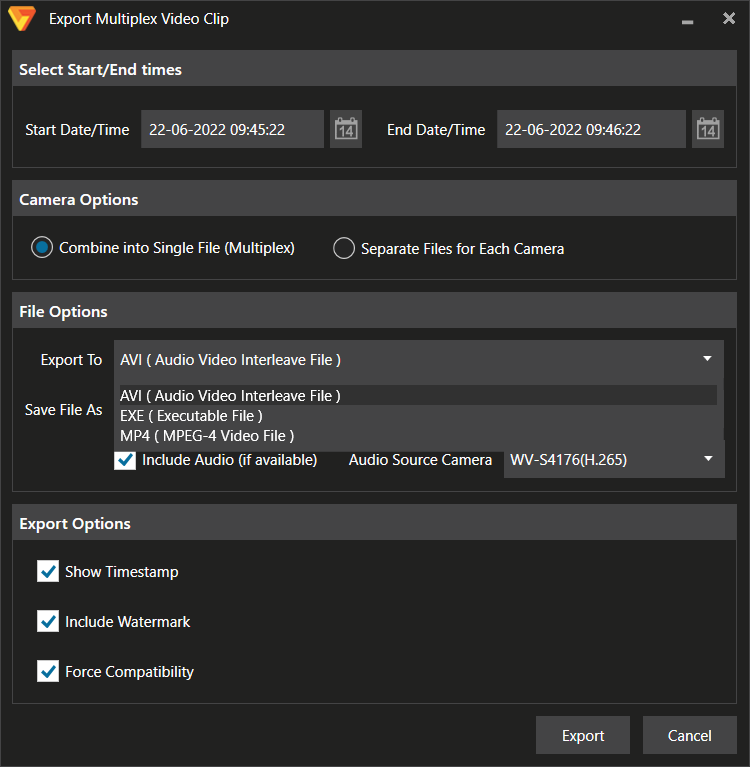 Export Multiplex Video Clip
Select Start/End times
Start Date/Time 22-06-2022 09:45:22 14 End Date/Time 22-06-2022 09:46:22 14
Camera Options
Combine into Single File (Multiplex) Separate Files for Each Camera
File Options
Export To AVI ( Audio Video Interleave File )
AVI ( Audio Video Interleave File )
Save File As
EXE ( Executable File )
MP4 ( MPEG-4 Video File )
Include Audio (if available) Audio Source Camera WV-S4176(H.265)
Export Options
Show Timestamp
Include Watermark
Force Compatibility
Export Cancel